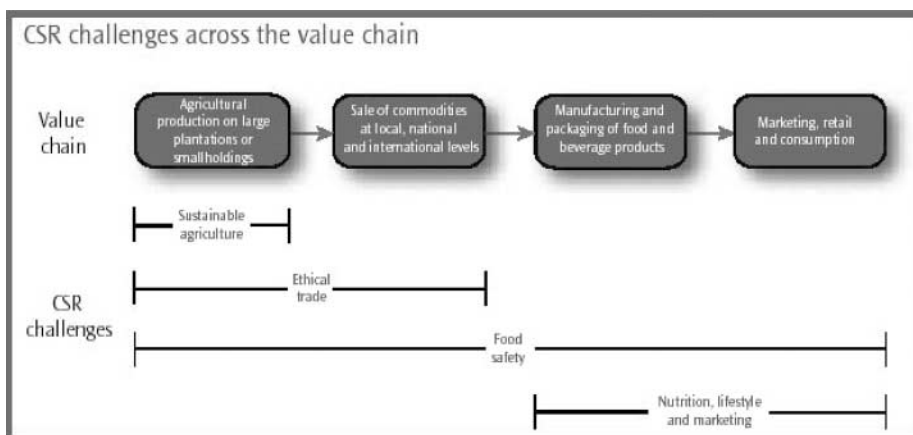 CSR challenges across the value chain
Value
chain
Agricultural
production on large
plantations or
smallholdings
Sale of commodities
at local, national
and international levels
Manufacturing and
packaging of food and
beverage products
Marketing, retail
and consumption
CSR
challenges
Sustainable
agriculture
Ethical
trade
Food
safety
Nutrition, lifestyle
and marketing